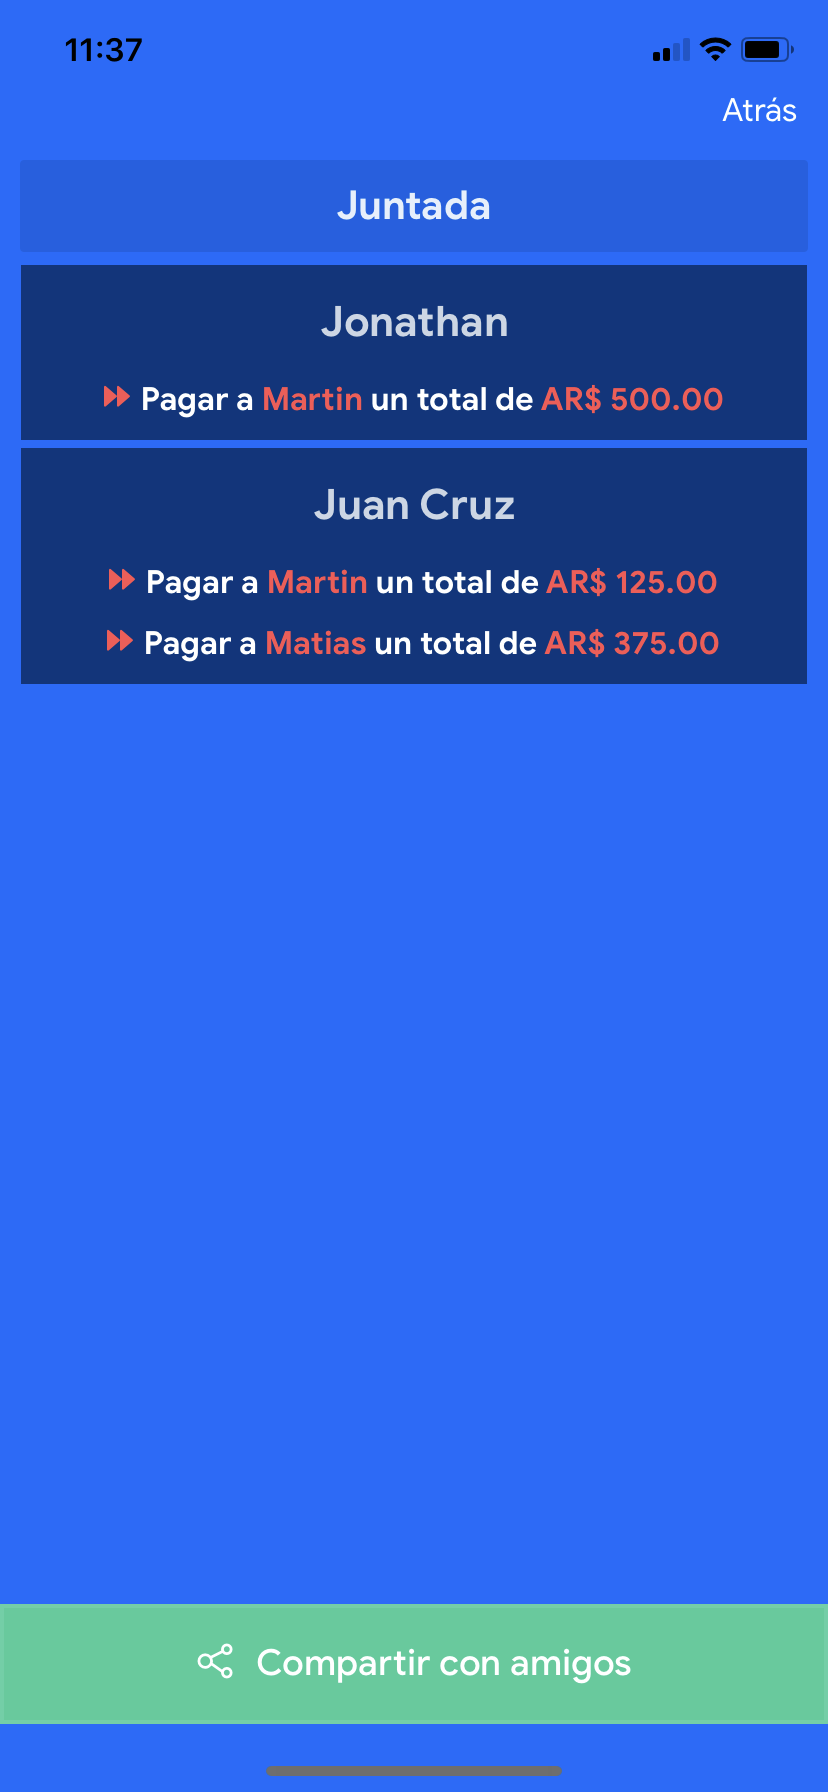 11:37
Atrás
Juntada
Jonathan
Pagar a Martin un total de AR$ 500.00
Juan Cruz
Pagar a Martin un total de AR$ 125.00
Pagar a Matias un total de AR$ 375.00
Compartir con amigos